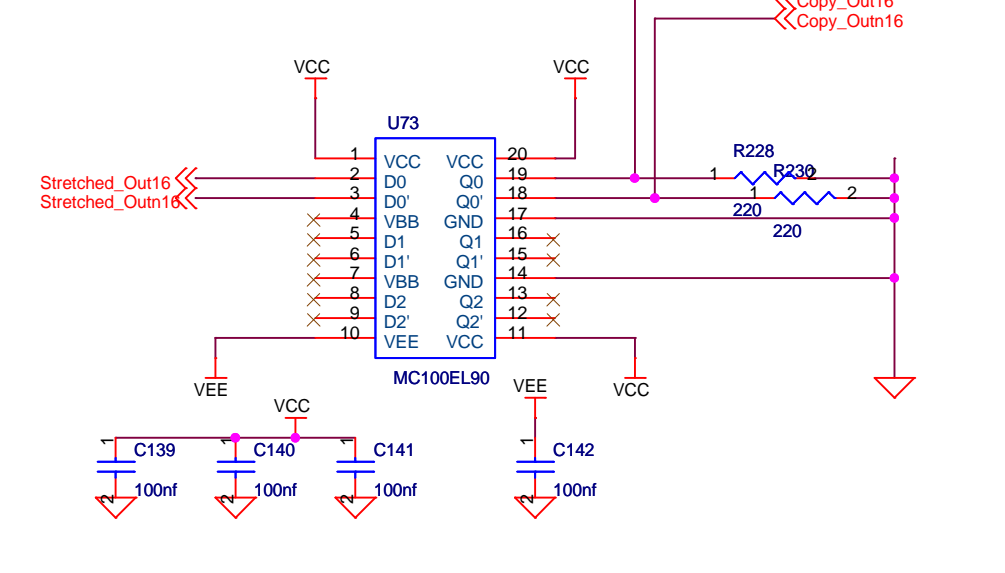 Copy_Out16
Copy_Outn16
VCC
VCC
U73
R228
R230
1
VCC
VCC
20
1
2
Stretched_Out16
2
D0
Q0
19
Stretched_Outn16
3
D0'
Q0'
18
1
2
4
VBB
GND
17
220
220
5
D1
Q1
16
6
D1'
Q1'
15
7
VBB
GND
14
8
D2
Q2
13
9
D2'
Q2'
12
10
VEE
VCC
11
MC100EL90
VEE
VEE
VCC
VCC
1
C139
1
C140
1
C141
1
C142
2
100nf
2
100nf
2
100nf
2
100nf